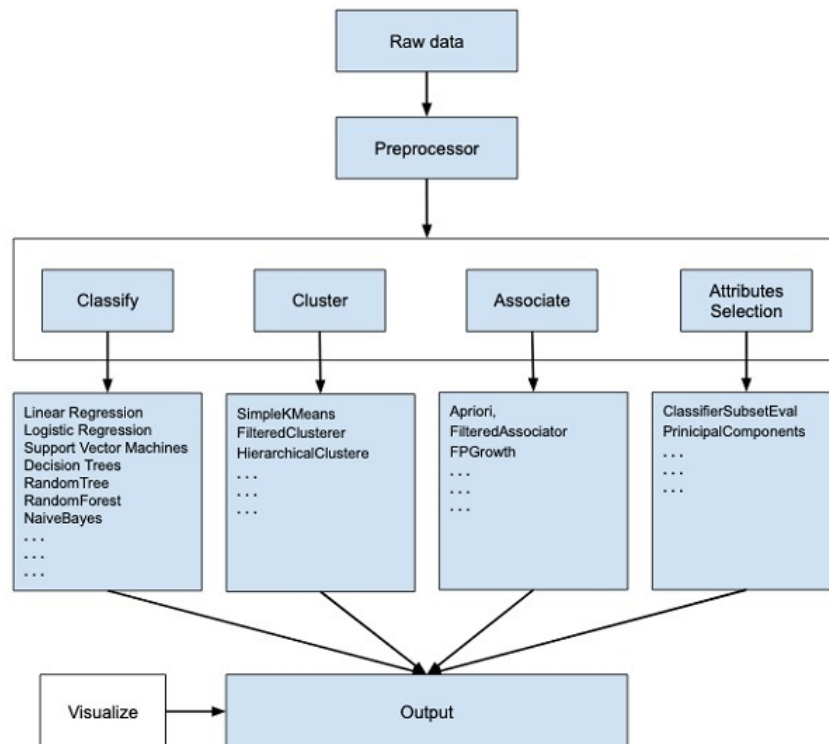 Raw data
Preprocessor
Classify
Cluster
Associate
Attributes
Selection
Linear Regression
Logistic Regression
Support Vector Machines
Decision Trees
RandomTree
RandomForest
NaiveBayes
. . .
. . .
. . .
SimpleKMeans
FilteredClusterer
HierarchicalClustere
. . .
. . .
. . .
Apriori,
FilteredAssociator
FPGrowth
. . .
. . .
. . .
ClassifierSubsetEval
PrinicipalComponents
. . .
. . .
. . .
Visualize
Output